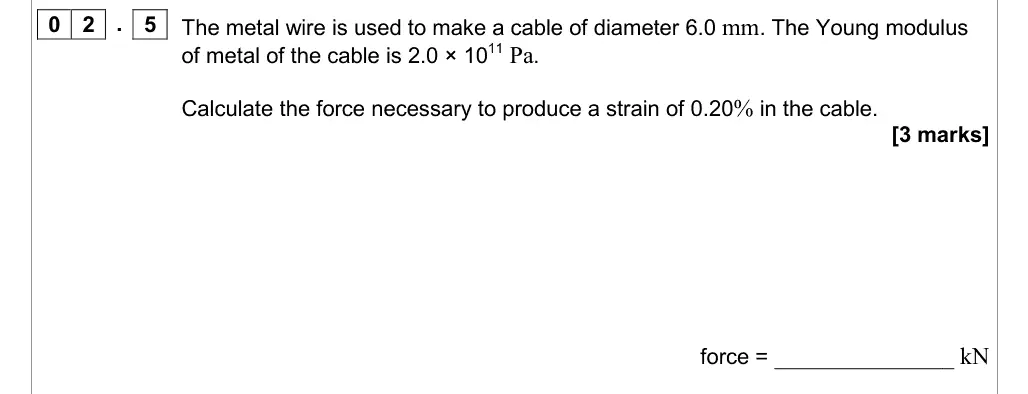 0 2 . 5 The metal wire is used to make a cable of diameter 6.0 mm. The Young modulus
of metal of the cable is 2.0 × 10¹¹ Pa.
Calculate the force necessary to produce a strain of 0.20% in the cable.
[3 marks]
force = ____________ kN